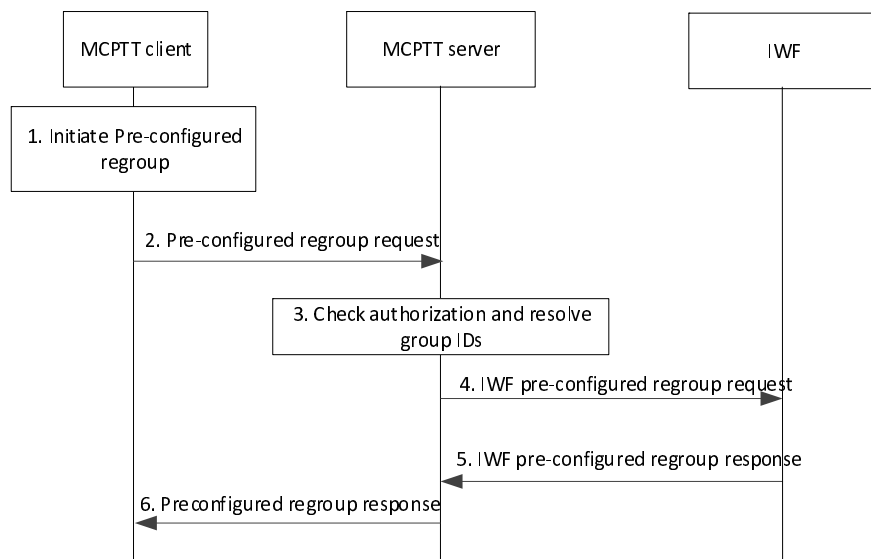 MCPTT client
MCPTT server
IWF
1. Initiate Pre-configured
regroup
2. Pre-configured regroup request
3. Check authorization and resolve
group IDs
4. IWF pre-configured regroup request
5. IWF pre-configured regroup response
6. Preconfigured regroup response